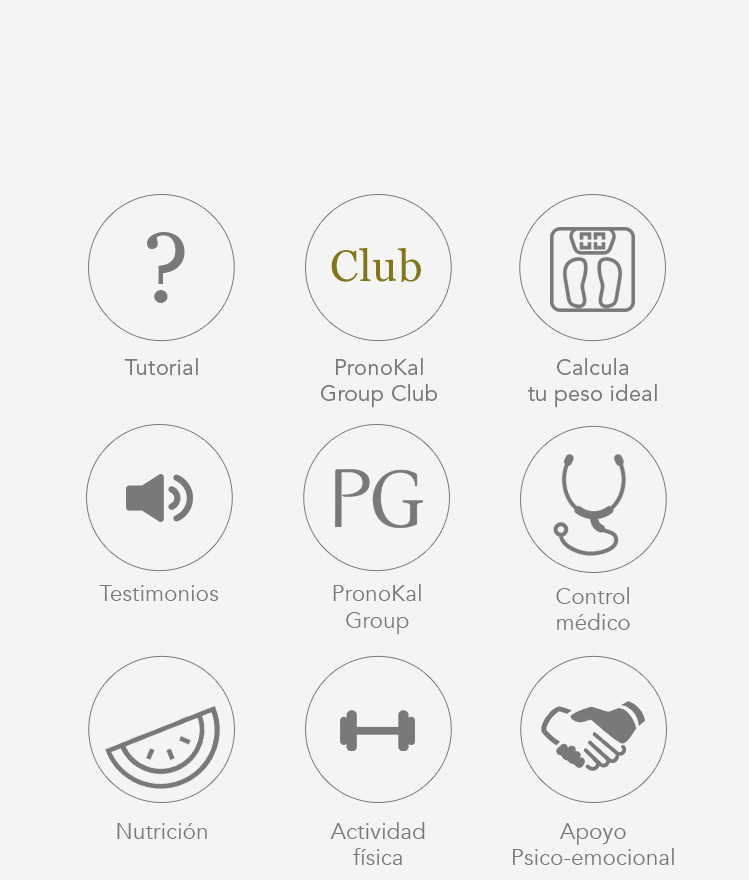 ?
Club
Tutorial
PronoKal
Group Club
Calcula
tu peso ideal
PG
Testimonios
PronoKal
Group
Control
médico
Nutrición
Actividad
física
Apoyo
Psico-emocional